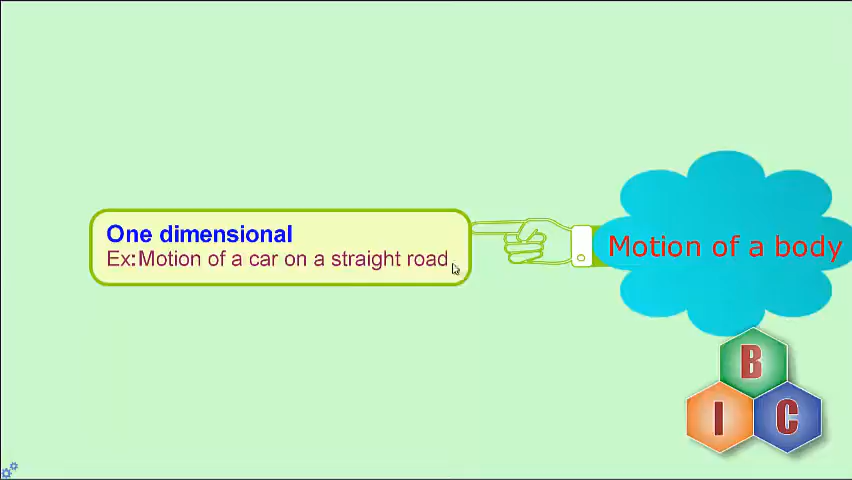 One dimensional
Ex:Motion of a car on a straight road
Motion of a body
B
I C